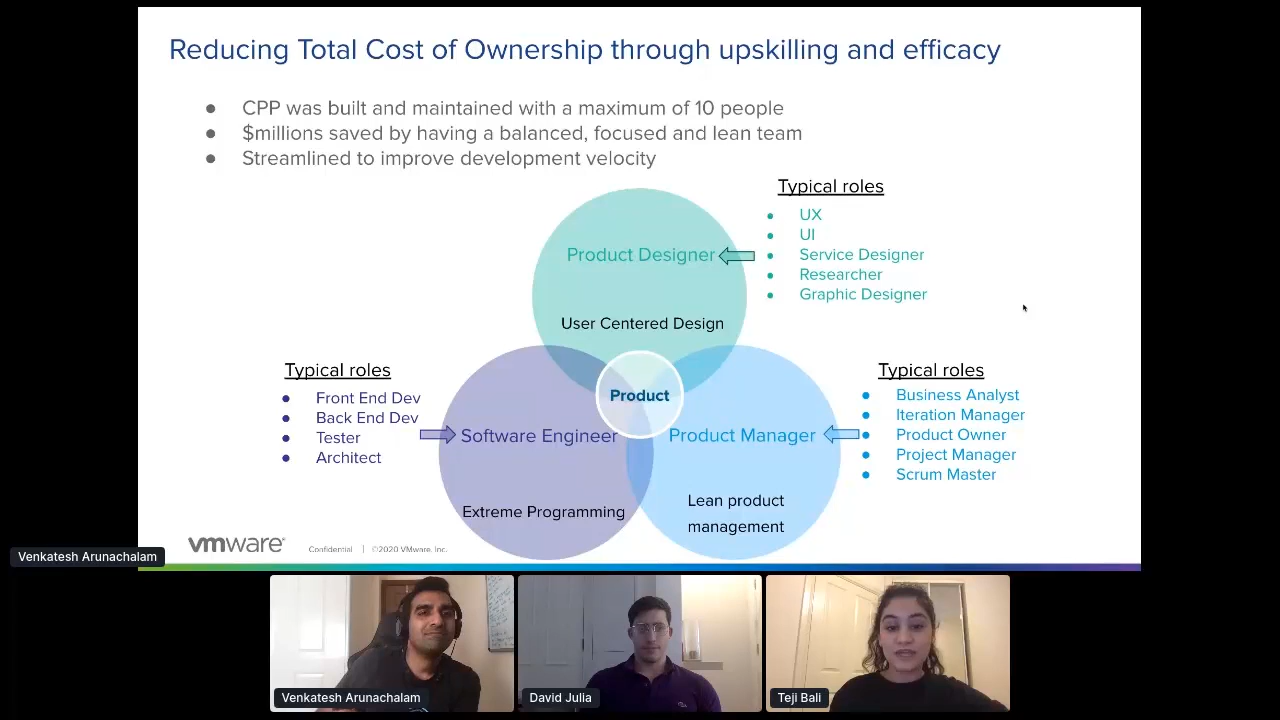 Reducing Total Cost of Ownership through upskilling and efficacy
● CPP was built and maintained with a maximum of 10 people
● $millions saved by having a balanced, focused and lean team
● Streamlined to improve development velocity
Typical roles
● UX
● UI
● Service Designer
● Researcher
● Graphic Designer
Product Designer
User Centered Design
Typical roles
● Front End Dev
● Back End Dev
● Tester
● Architect
Product
Software Engineer
Extreme Programming
Product Manager
Lean product
management
Typical roles
● Business Analyst
● Iteration Manager
● Product Owner
● Project Manager
● Scrum Master
vmware®
Confidential | ©2020 VMware, Inc.
Venkatesh Arunachalam
Venkatesh Arunachalam
David Julia
Teji Bali